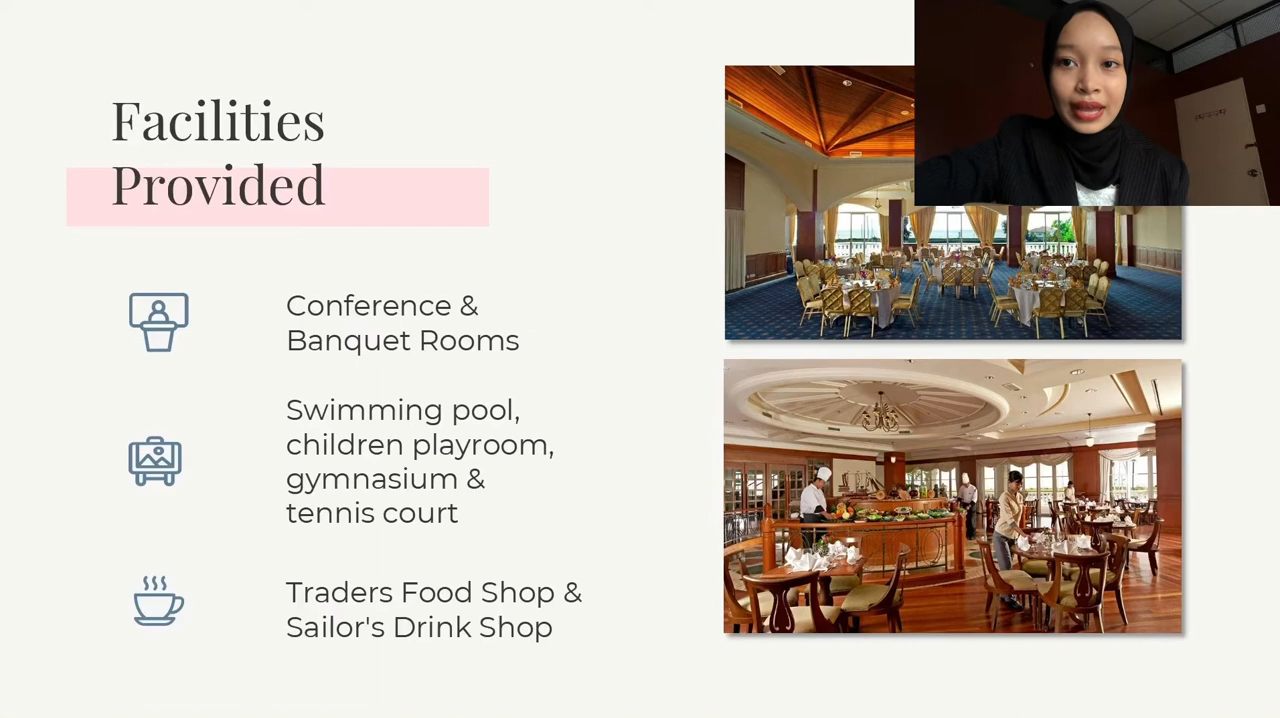 Facilities
Provided
Conference &
Banquet Rooms
Swimming pool,
children playroom,
gymnasium &
tennis court
Traders Food Shop &
Sailor's Drink Shop